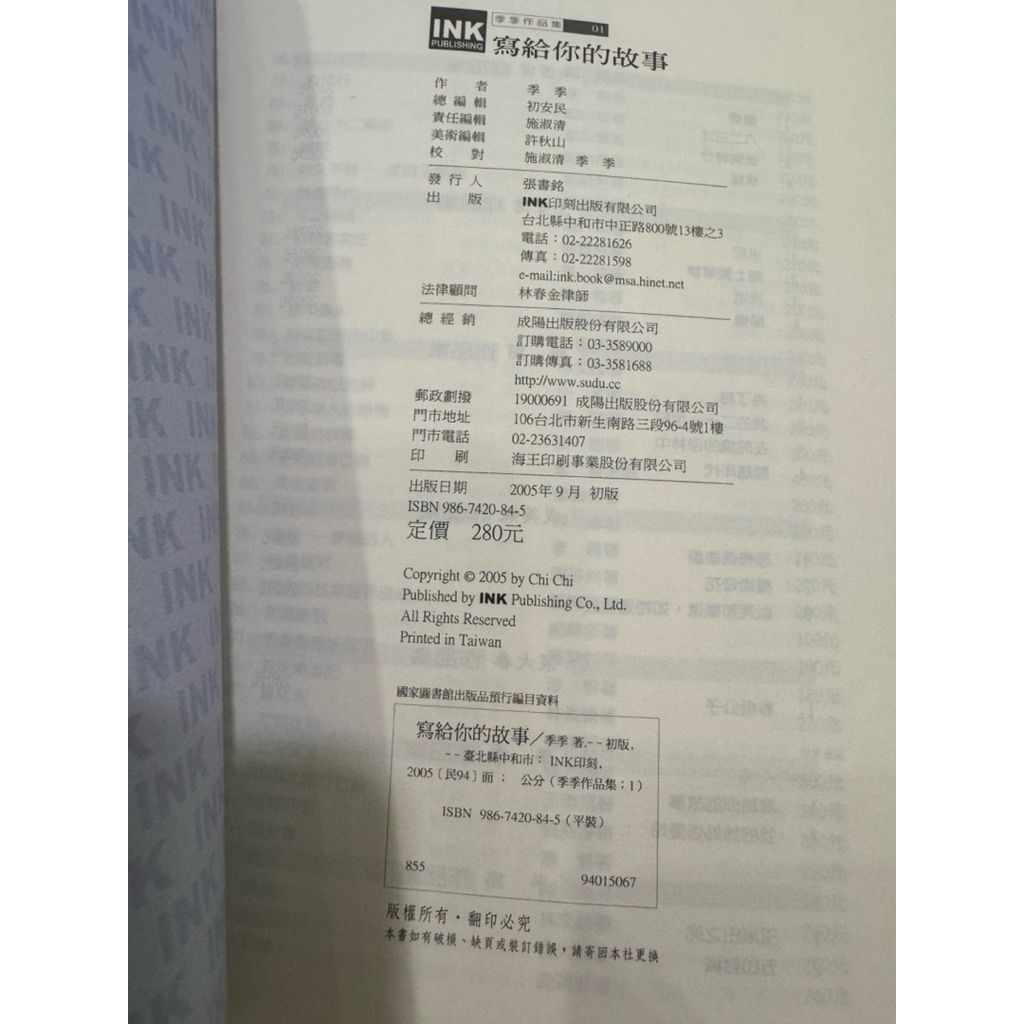 INK
PUBLISHING
季季作品集 01
寫給你的故事
作者 季季
總編輯 初安民
責任編輯 施淑清
美術編輯 許秋山
校對 施淑清 季季
發行人 張書銘
出版 INK印刻出版有限公司
台北縣中和市中正路800號13樓之3
電話：02-22281626
傳真：02-22281598
e-mail:ink.book@msa.hinet.net
法律顧問 林春金律師
總經銷 成陽出版股份有限公司
訂購電話：03-3589000
訂購傳真：03-3581688
http://www.sudu.cc
郵政劃撥 19000691 成陽出版股份有限公司
門市地址 106台北市新生南路三段96-4號1樓
門市電話 02-23631407
印刷 海王印刷事業股份有限公司
出版日期 2005年9月 初版
ISBN 986-7420-84-5
定價 280元
Copyright © 2005 by Chi Chi
Published by INK Publishing Co., Ltd.
All Rights Reserved
Printed in Taiwan
國家圖書館出版品預行編目資料
寫給你的故事／季季 著.--初版,
--臺北縣中和市：INK印刻,
2005〔民94〕面； 公分（季季作品集；1）
ISBN 986-7420-84-5（平裝）
855 94015067
版權所有・翻印必究
本書如有破損、缺頁或裝訂錯誤，請寄回本社更換